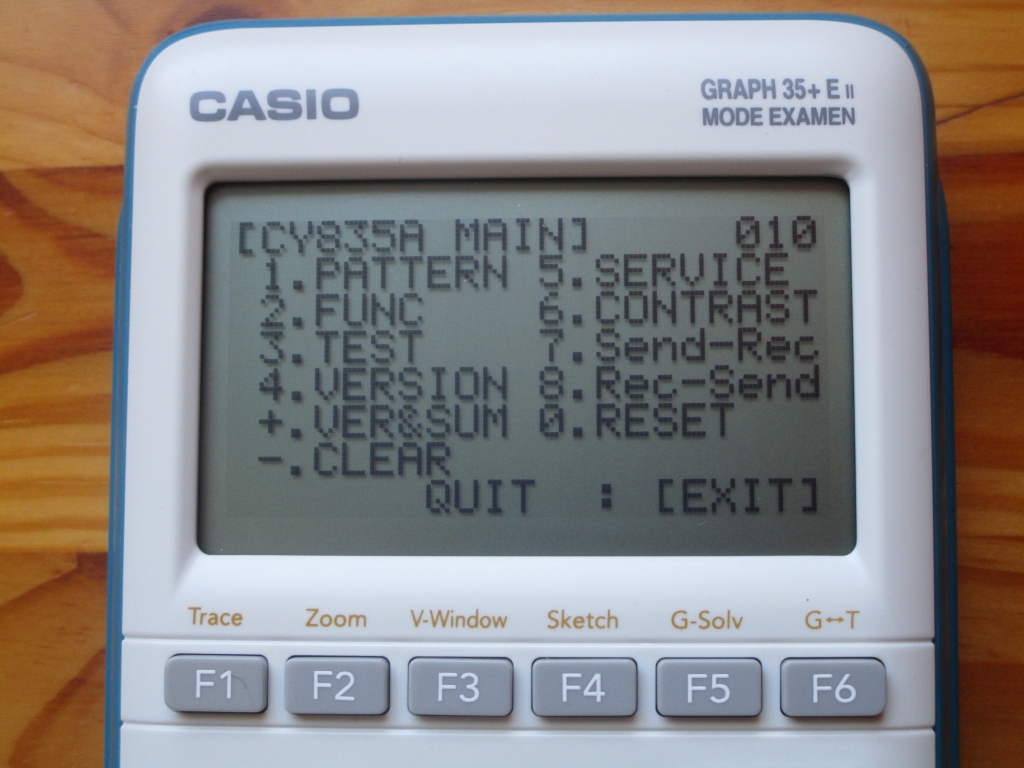 CASIO
GRAPH 35+ E II
MODE EXAMEN
[CY835A MAIN] 010
1.PATTERN 5.SERVICE
2.FUNC 6.CONTRAST
3.TEST 7.Send-Rec
4.VERSION 8.Rec-Send
+.VER&SUM 0.RESET
-.CLEAR
QUIT : [EXIT]
Trace Zoom V-Window Sketch G-Solv G↔T
F1 F2 F3 F4 F5 F6